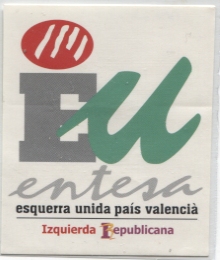 EU
entesa
esquerra unida país valencià
Izquierda Republicana